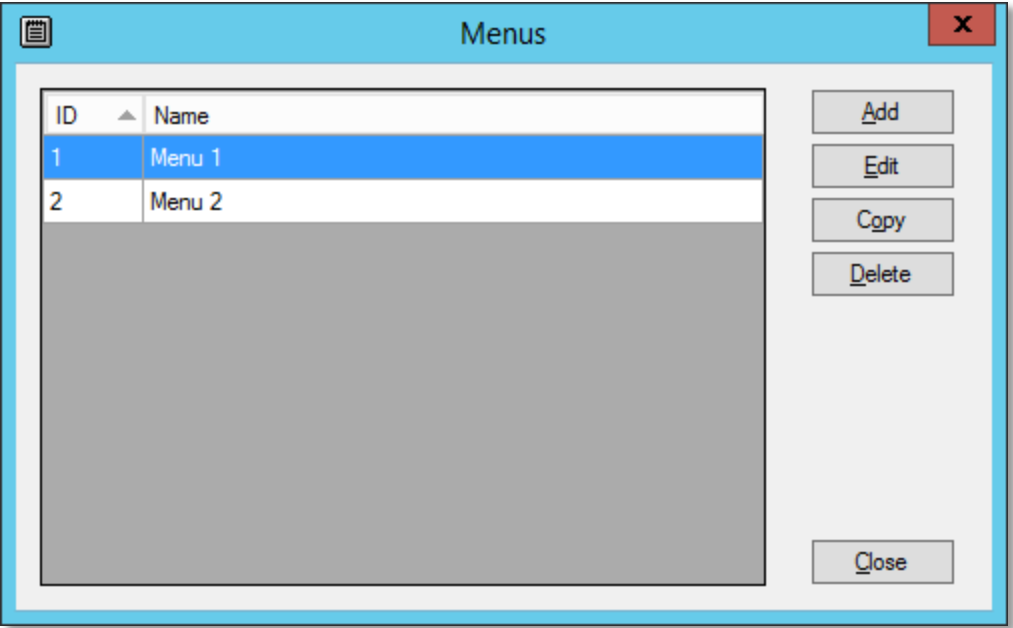 Menus
X
ID Name
1 Menu 1
2 Menu 2
Add
Edit
Copy
Delete
Close